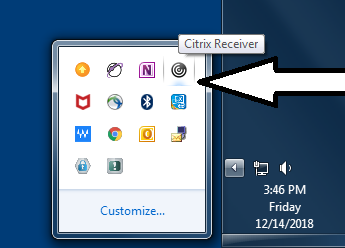 Citrix Receiver
Customize...
3:46 PM
Friday
12/14/2018